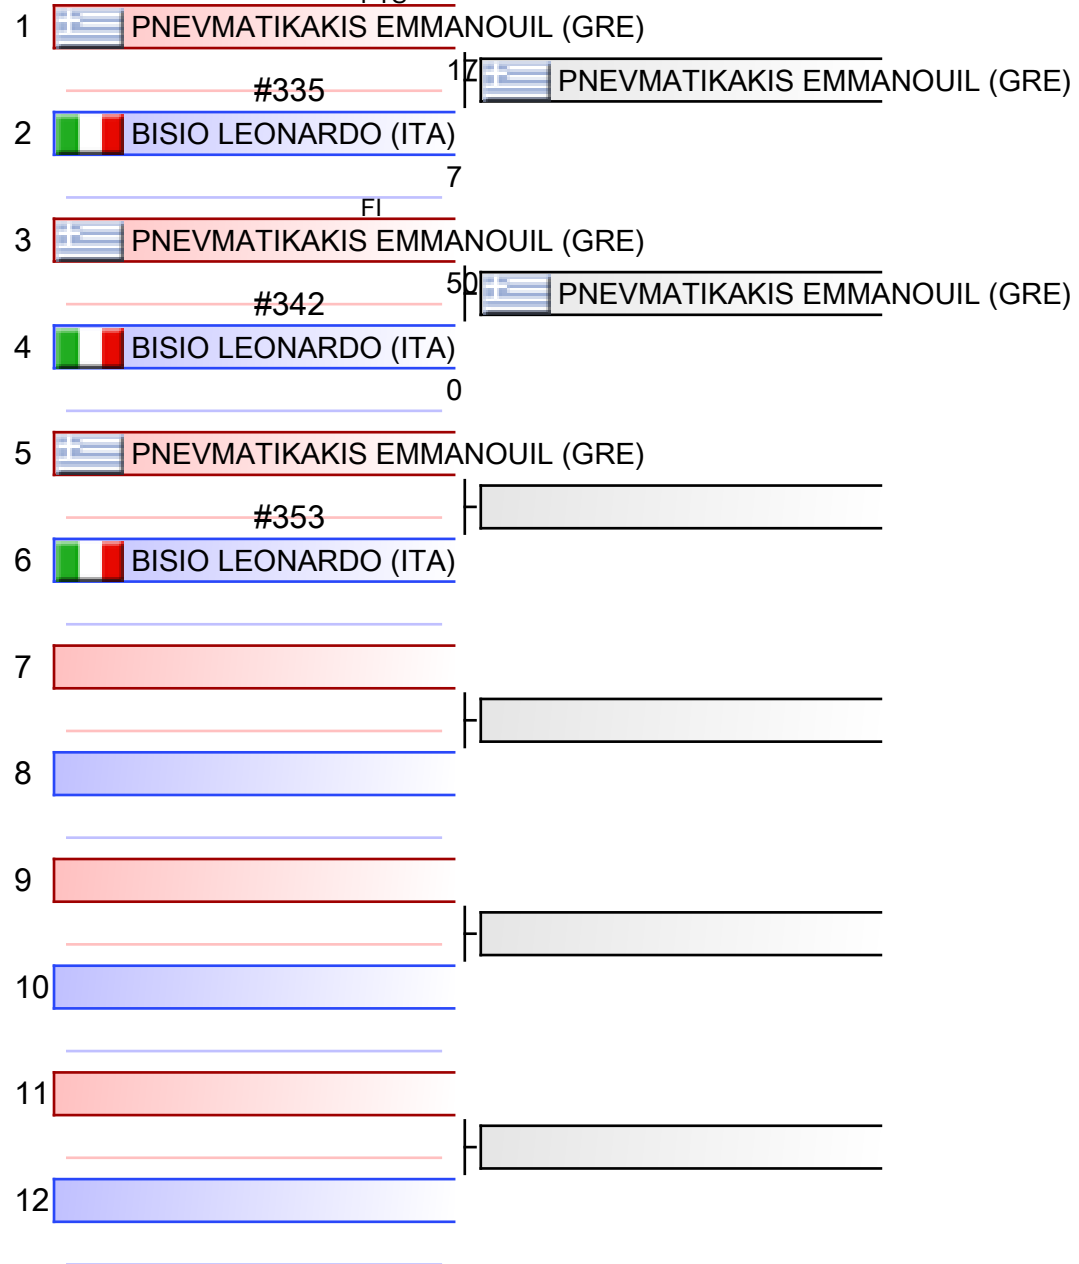 1 PNEVMATIKAKIS EMMANOUIL (GRE)
17 PNEVMATIKAKIS EMMANOUIL (GRE)
#335
2 BISIO LEONARDO (ITA)
7
FI
3 PNEVMATIKAKIS EMMANOUIL (GRE)
50 PNEVMATIKAKIS EMMANOUIL (GRE)
#342
4 BISIO LEONARDO (ITA)
0
5 PNEVMATIKAKIS EMMANOUIL (GRE)
#353
6 BISIO LEONARDO (ITA)
7
8
9
10
11
12